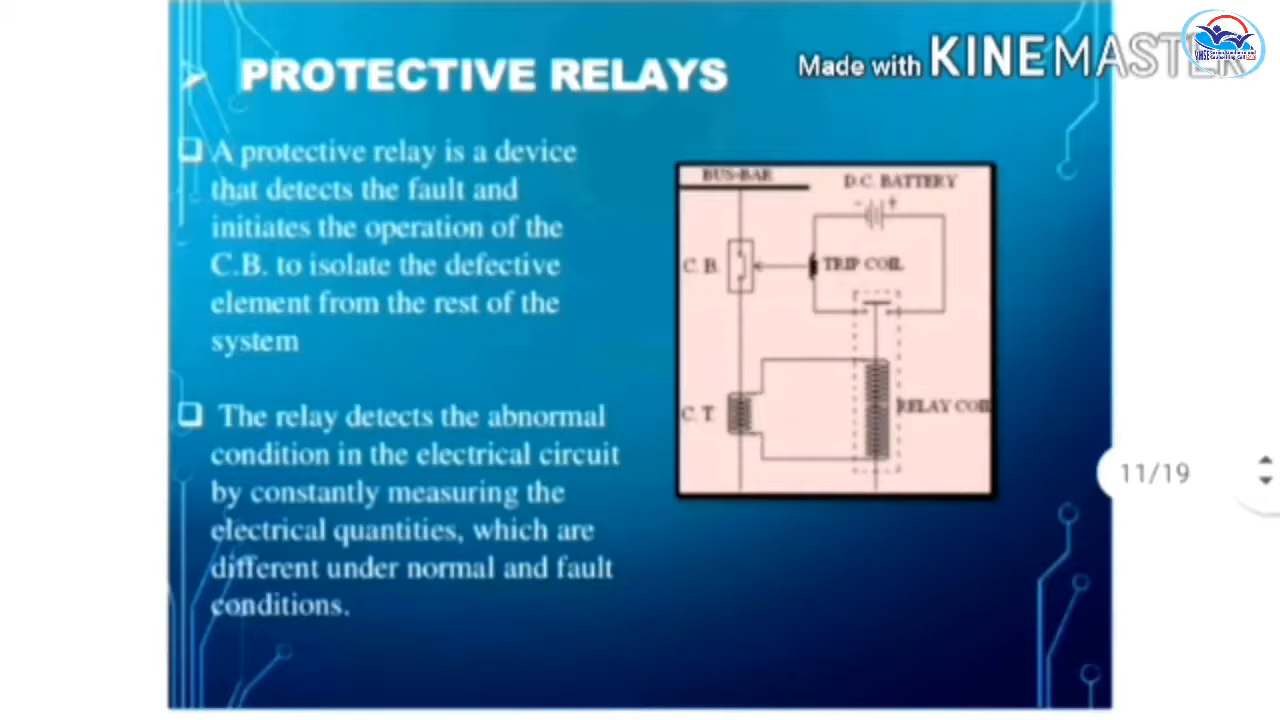 PROTECTIVE RELAYS
Made with KINEMASTER
A protective relay is a device
that detects the fault and
initiates the operation of the
C.B. to isolate the defective
element from the rest of the
system
The relay detects the abnormal
condition in the electrical circuit
by constantly measuring the
electrical quantities, which are
different under normal and fault
conditions.
BUS-BAR
D.C. BATTERY
- +
C. B.
TRIP COIL
C. T.
RELAY COIL
11/19